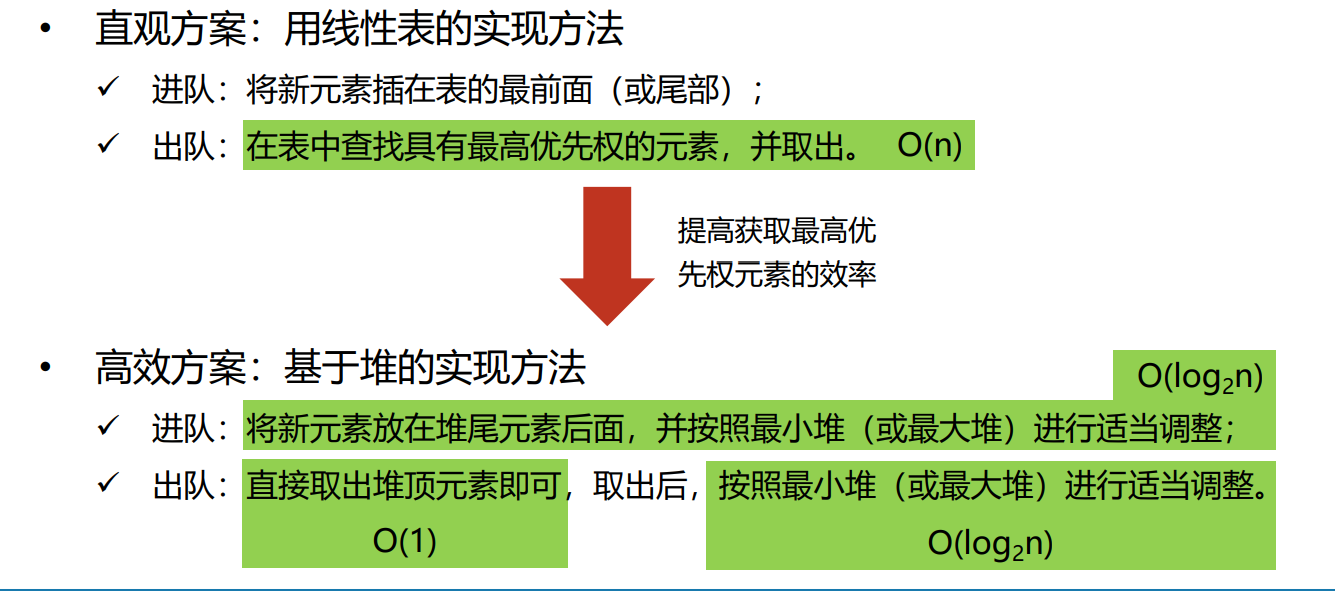 • 直观方案：用线性表的实现方法
✓ 进队：将新元素插在表的最前面（或尾部）；
✓ 出队：在表中查找具有最高优先权的元素，并取出。 O(n)
提高获取最高优
先权元素的效率
• 高效方案：基于堆的实现方法
O(log₂n)
✓ 进队：将新元素放在堆尾元素后面，并按照最小堆（或最大堆）进行适当调整；
✓ 出队：直接取出堆顶元素即可，取出后，按照最小堆（或最大堆）进行适当调整。
O(1) O(log₂n)